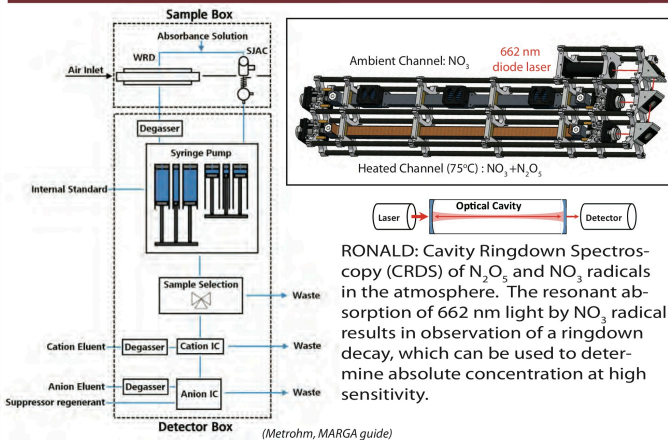 Sample Box
Absorbance Solution
WRD
SJAC
Air Inlet
Degasser
Syringe Pump
Internal Standard
Sample Selection
Waste
Cation Eluent
Degasser
Cation IC
Waste
Anion Eluent
Degasser
Anion IC
Waste
Suppressor regenerant
Detector Box
(Metrohm, MARGA guide)
Ambient Channel: NO₃
662 nm
diode laser
Heated Channel (75°C) : NO₃ +N₂O₅
Laser
Optical Cavity
Detector
RONALD: Cavity Ringdown Spectros-
copy (CRDS) of N₂O₅ and NO₃ radicals
in the atmosphere. The resonant ab-
sorption of 662 nm light by NO₃ radical
results in observation of a ringdown
decay, which can be used to deter-
mine absolute concentration at high
sensitivity.